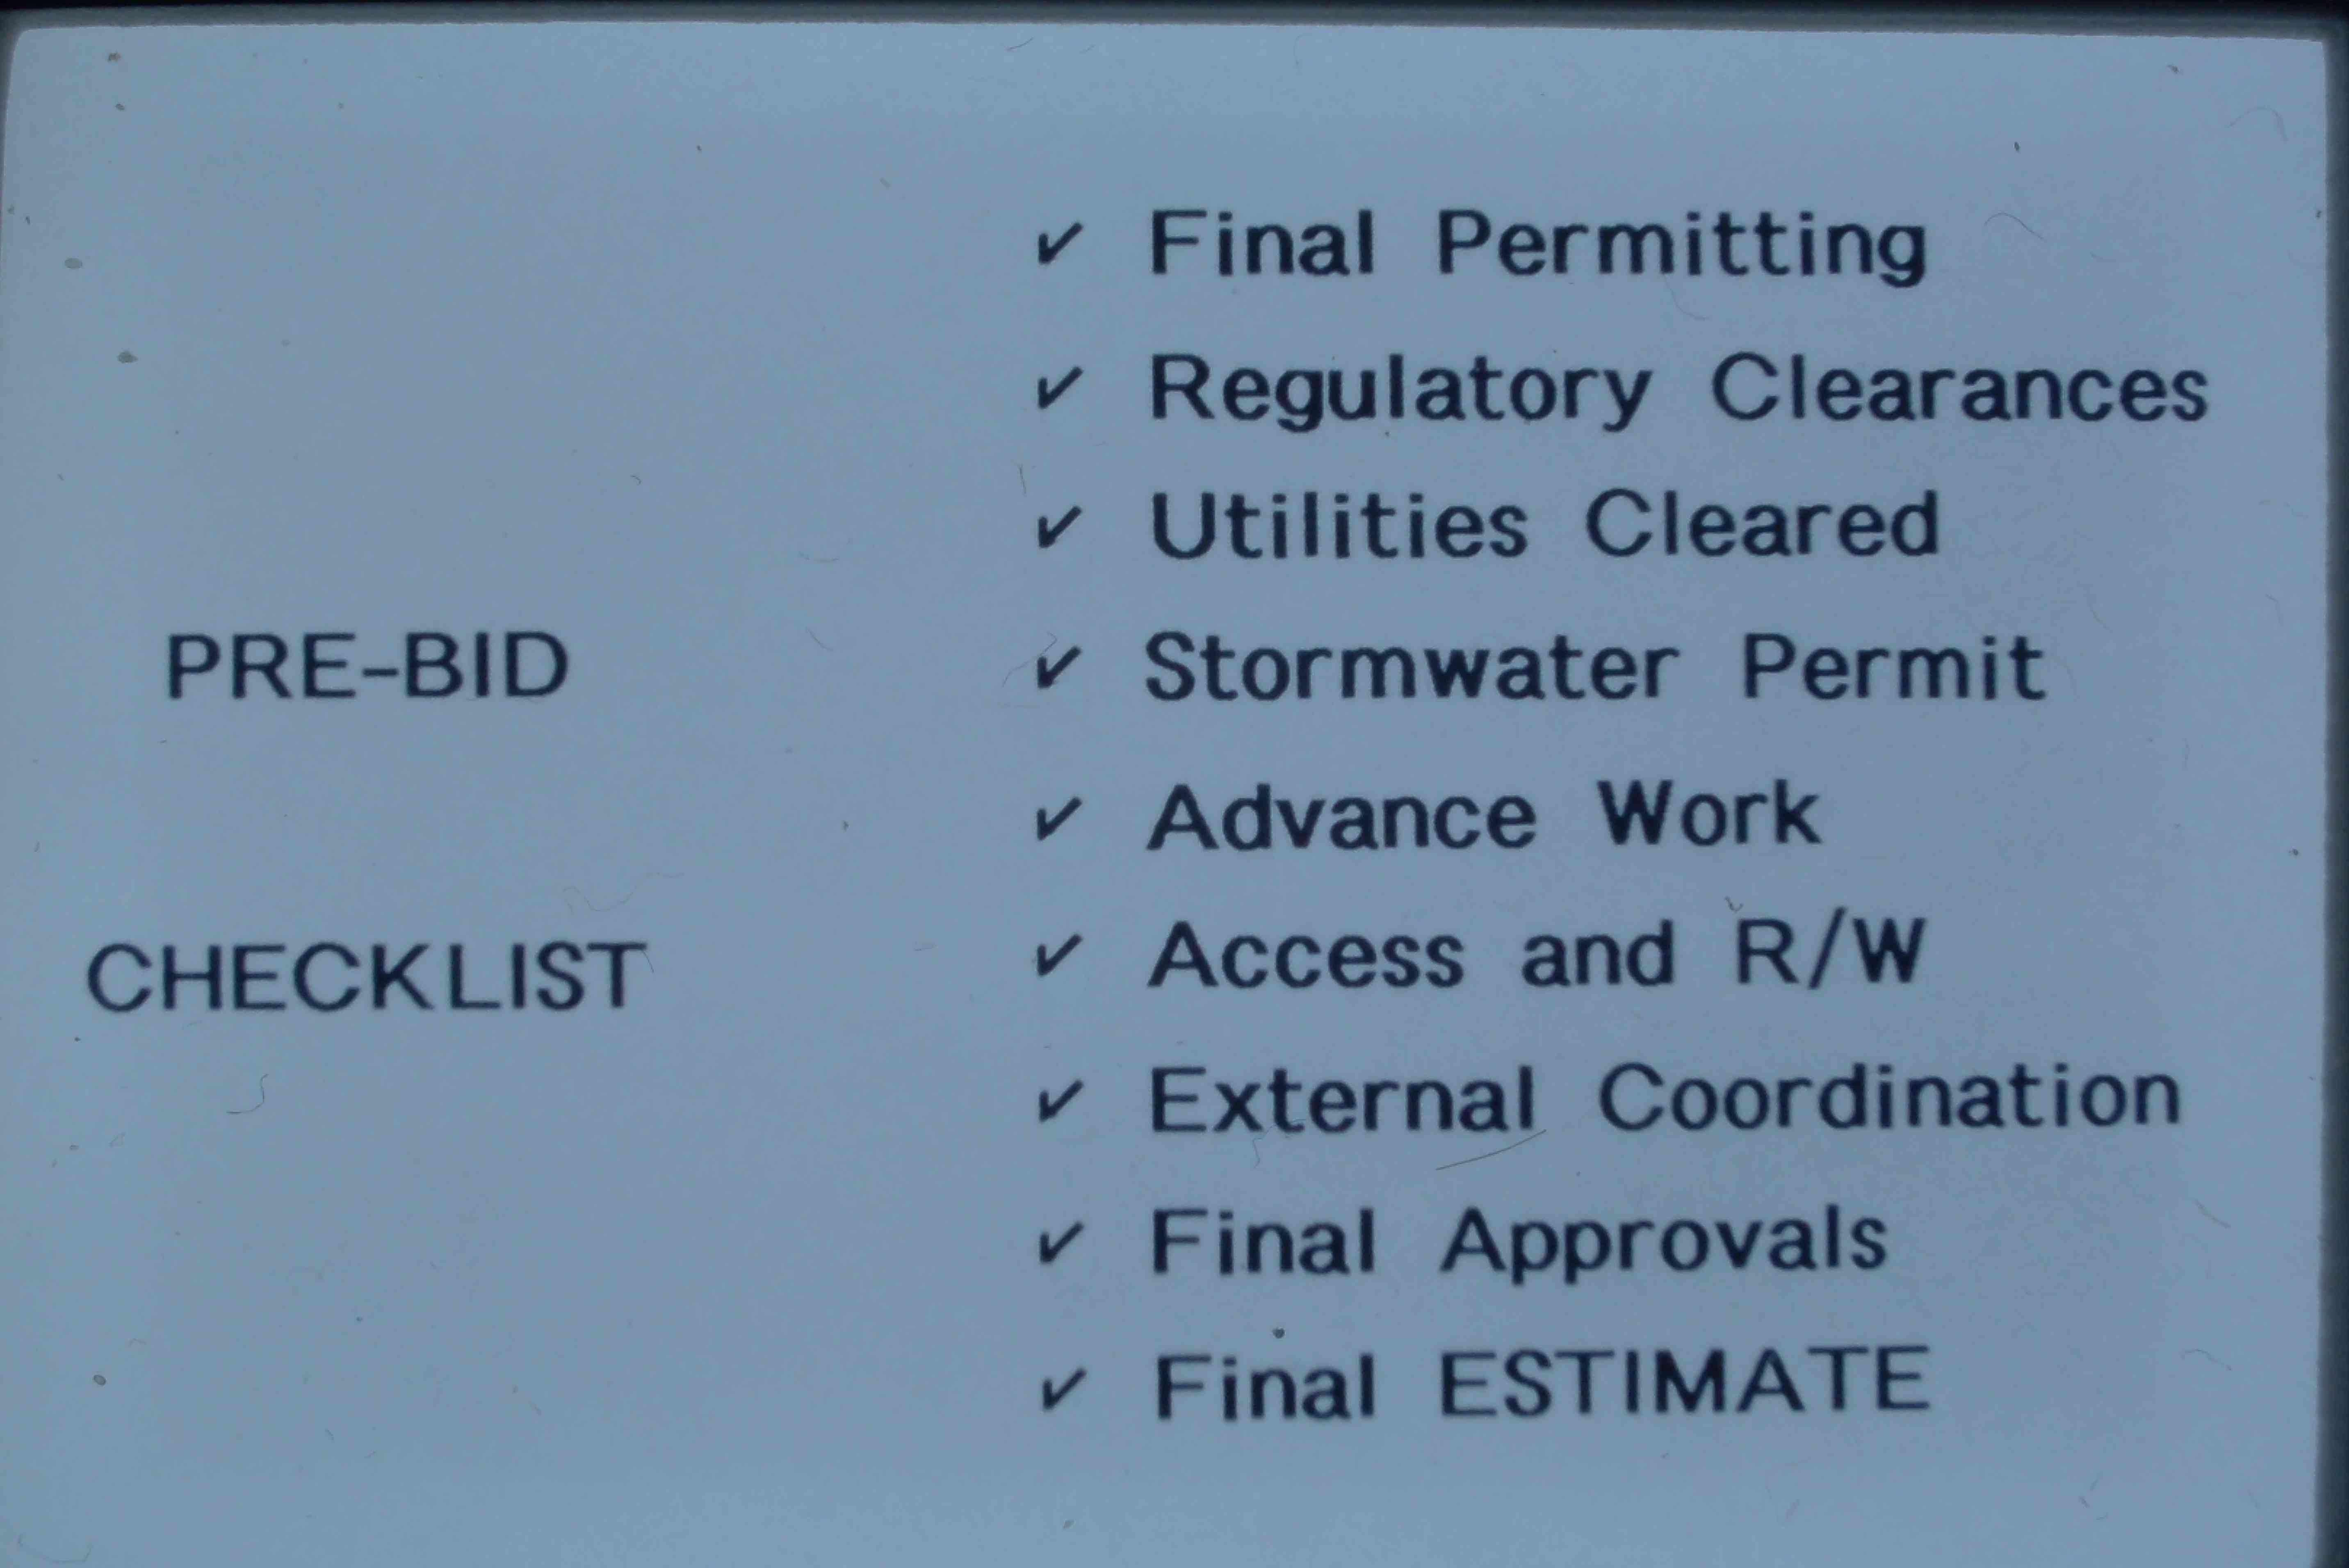 PRE-BID
CHECKLIST
✓ Final Permitting
✓ Regulatory Clearances
✓ Utilities Cleared
✓ Stormwater Permit
✓ Advance Work
✓ Access and R/W
✓ External Coordination
✓ Final Approvals
✓ Final ESTIMATE